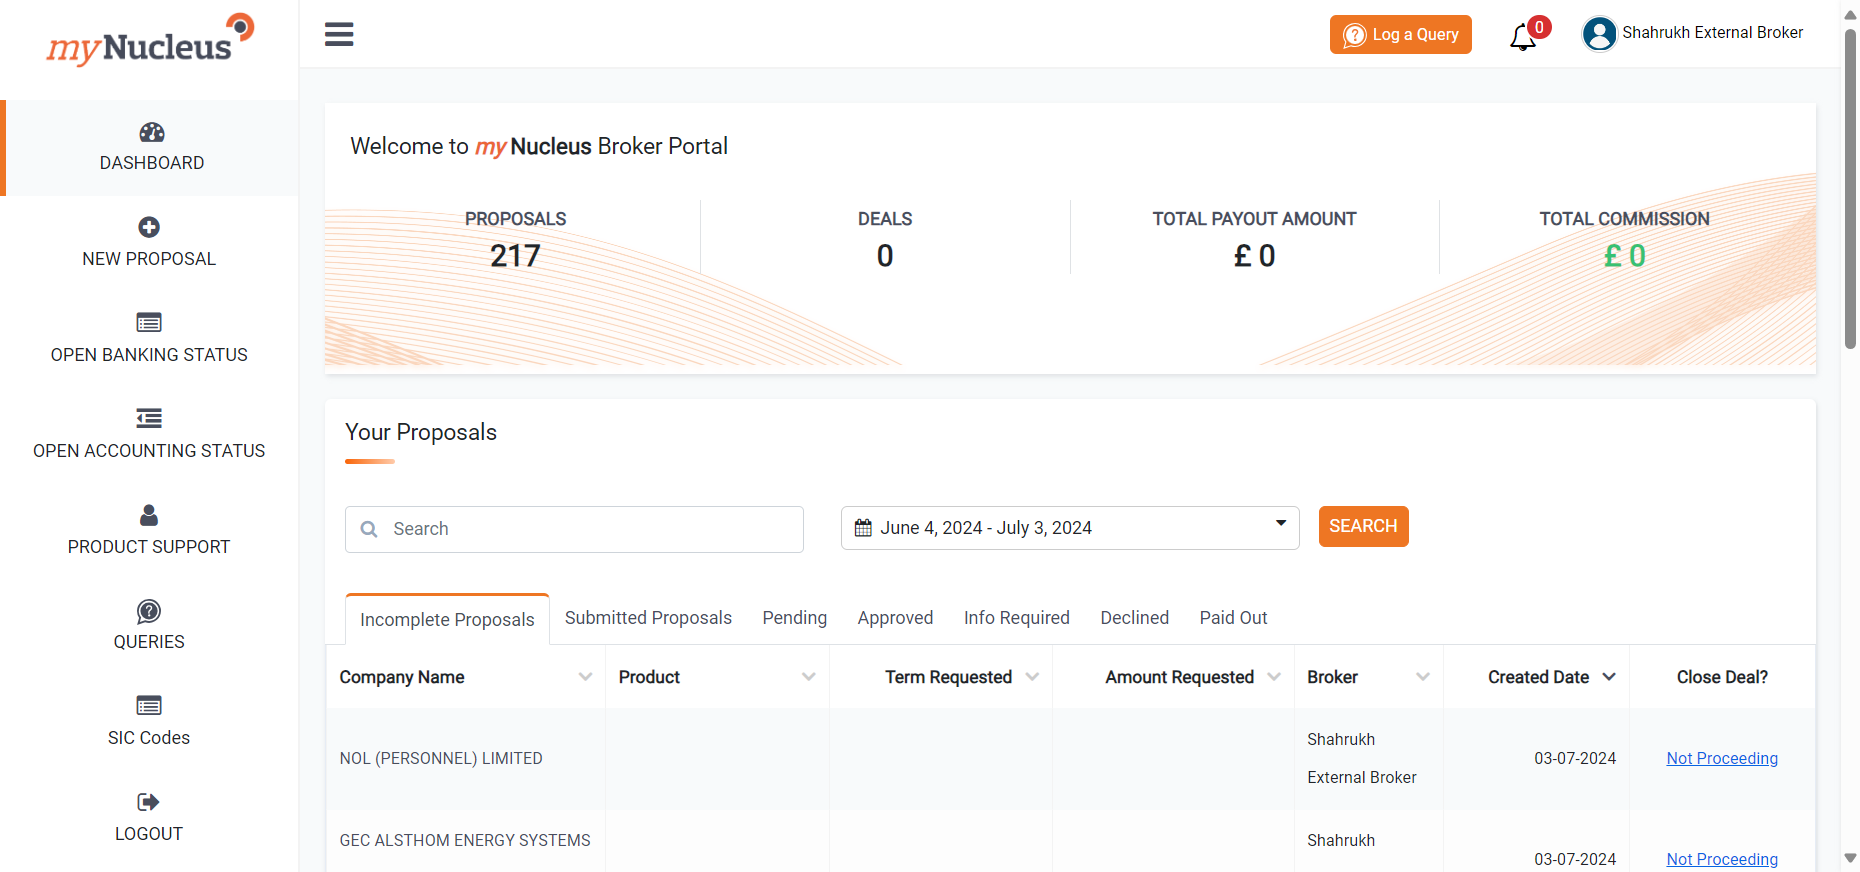 myNucleus
Log a Query
0
Shahrukh External Broker
DASHBOARD
NEW PROPOSAL
OPEN BANKING STATUS
OPEN ACCOUNTING STATUS
PRODUCT SUPPORT
QUERIES
SIC Codes
LOGOUT
Welcome to my Nucleus Broker Portal
PROPOSALS
217
DEALS
0
TOTAL PAYOUT AMOUNT
£ 0
TOTAL COMMISSION
£ 0
Your Proposals
Search
June 4, 2024 - July 3, 2024
SEARCH
Incomplete Proposals Submitted Proposals Pending Approved Info Required Declined Paid Out
Company Name Product Term Requested Amount Requested Broker Created Date Close Deal?
NOL (PERSONNEL) LIMITED Shahrukh
External Broker 03-07-2024 Not Proceeding
GEC ALSTHOM ENERGY SYSTEMS Shahrukh
03-07-2024 Not Proceeding